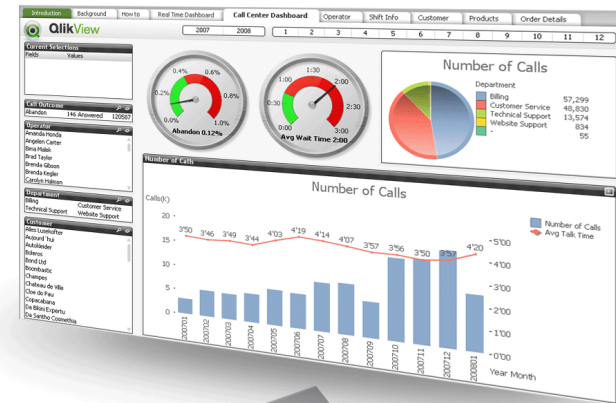 Introduction Background How to Real Time Dashboard Call Center Dashboard Operator Shift Info Customer Products Order Details
QlikView
2007 2008
1 2 3 4 5 6 7 8 9 10 11 12
Current Selections
Fields Values
Call Outcome
Abandon 146 Answered 120587
Operator
Amanda Honda
Angelen Carter
Bina Malek
Brad Taylor
Brenda Gibson
Brenda Kegler
Carolyn Halmon
Department
Billing Customer Service
Technical Support Website Support
Customer
Alles Lusekofter
Aujourd 'hui
Autokleider
Boleros
Bond Ltd
Boombastic
Champes
Chateau de Ville
Cloe do Pau
Copacabana
Da Bikini Expertu
Da Santho Cosmethia
0.0% 0.2% 0.4% 0.6% 0.8% 1.0%
Abandon 0.12%
0:00 0:30 1:00 1:30 2:00 2:30 3:00
Avg Wait Time 2:00
Number of Calls
Department
Billing 57,299
Customer Service 48,830
Technical Support 13,574
Website Support 834
- 55
Number of Calls
Number of Calls
Calls(K)
20
15
10
5
0
3'50 3'46 3'49 3'44 4'03 4'19 4'14 4'07 3'57 3'56 3'50 3'57 4'20
Number of Calls
Avg Talk Time
5'00
4'00
3'00
2'00
1'00
0'00
200701 200702 200703 200704 200705 200706 200707 200708 200709 200710 200711 200712 200801
Year Month